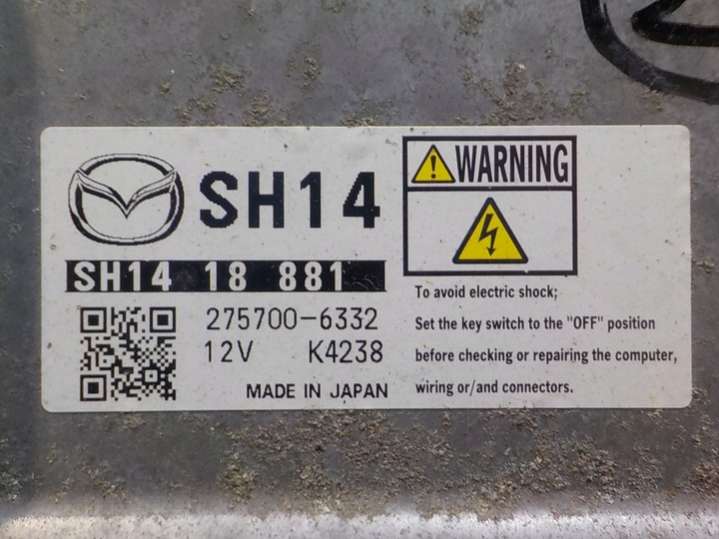 SH14
SH14 18 881
275700-6332
12V K4238
MADE IN JAPAN
WARNING
To avoid electric shock;
Set the key switch to the "OFF" position
before checking or repairing the computer,
wiring or/and connectors.